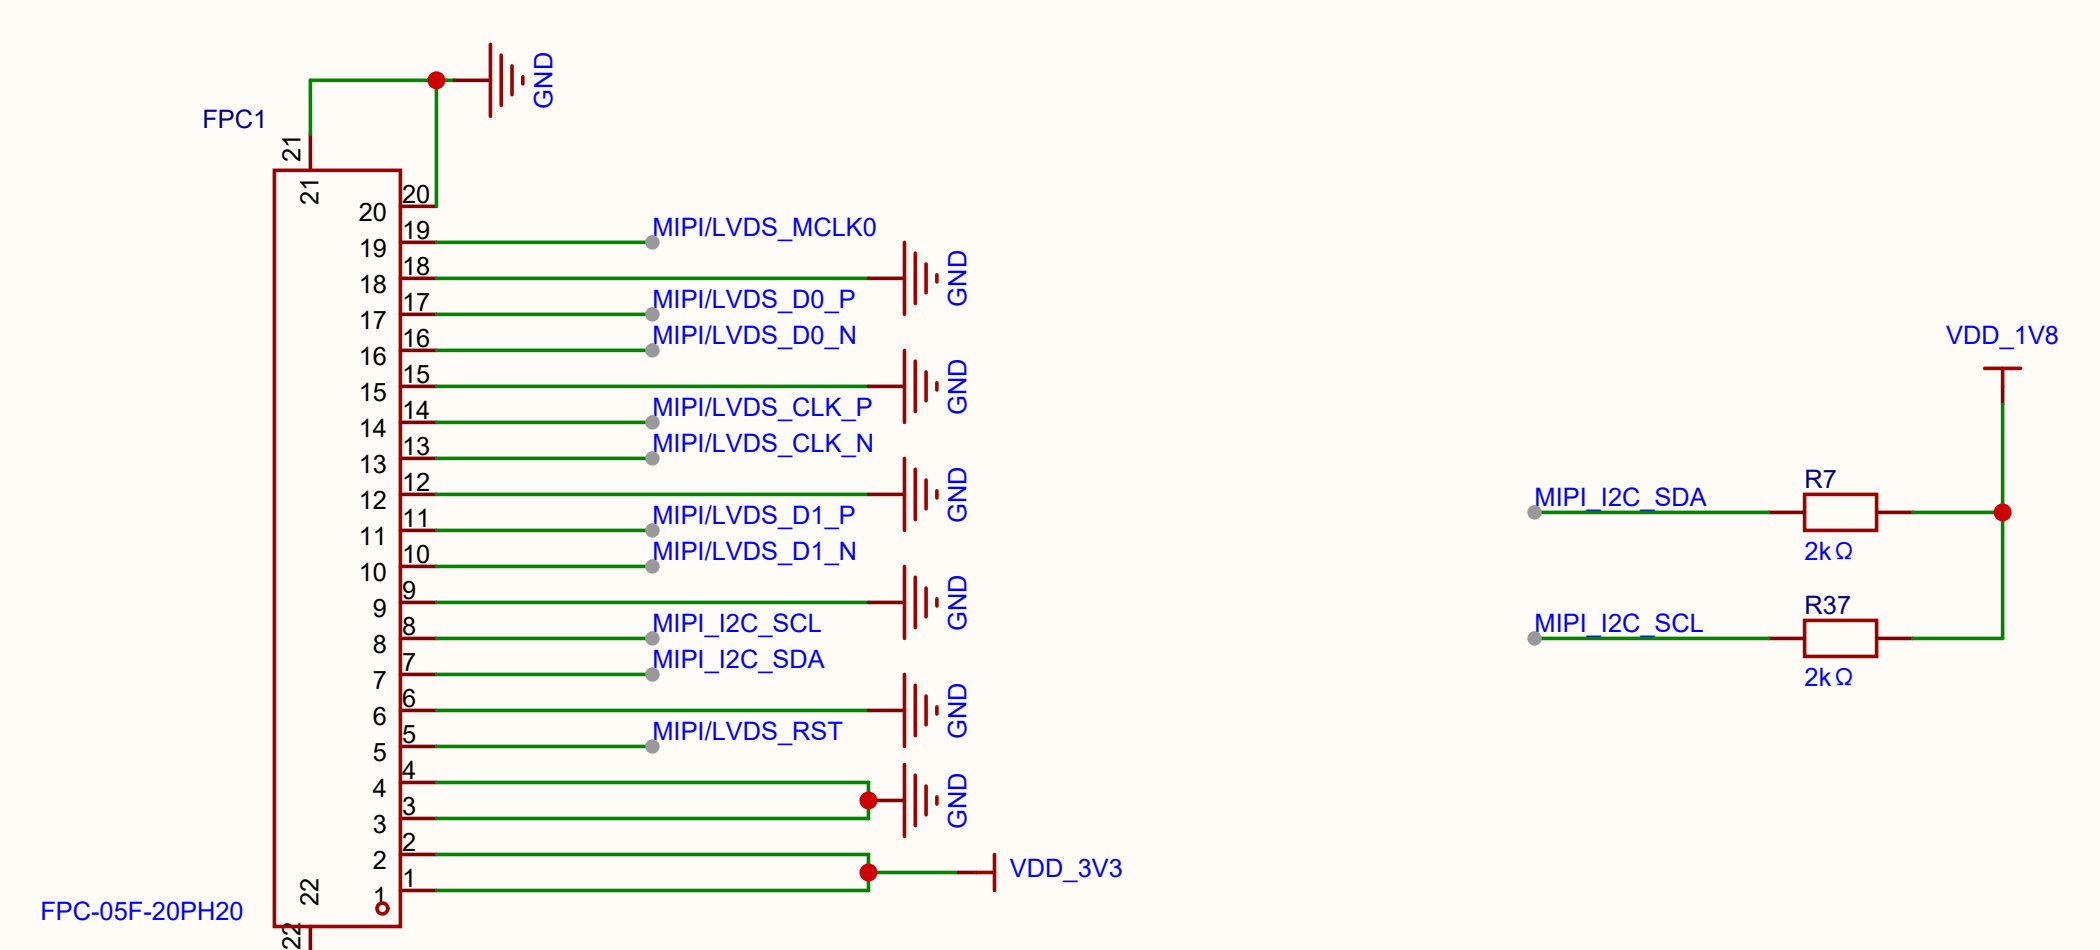 GND
FPC1
21
21
20
20
19 MIPI/LVDS_MCLK0
19
18 GND
18
17 MIPI/LVDS_D0_P
17
16 MIPI/LVDS_D0_N
16
15 GND
15
14 MIPI/LVDS_CLK_P
14
13 MIPI/LVDS_CLK_N
13
12 GND
12
11 MIPI/LVDS_D1_P
11
10 MIPI/LVDS_D1_N
10
9 GND
9
8 MIPI_I2C_SCL
8
7 MIPI_I2C_SDA
7
6 GND
6
5 MIPI/LVDS_RST
5
4
4
GND
3
3
2
2
VDD_3V3
1
1
22
FPC-05F-20PH20
22
VDD_1V8
R7
MIPI_I2C_SDA
2kΩ
R37
MIPI_I2C_SCL
2kΩ